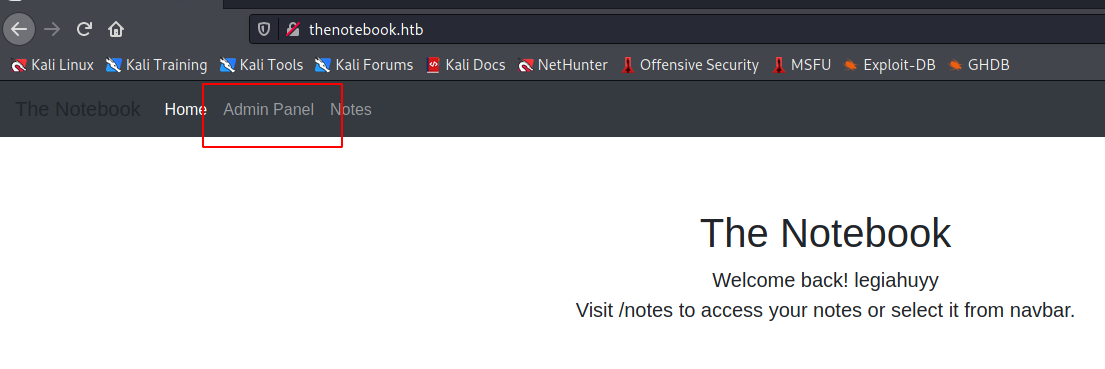 thenotebook.htb
Kali Linux Kali Training Kali Tools Kali Forums Kali Docs NetHunter Offensive Security MSFU Exploit-DB GHDB
The Notebook Home Admin Panel Notes
The Notebook
Welcome back! legiahuyy
Visit /notes to access your notes or select it from navbar.